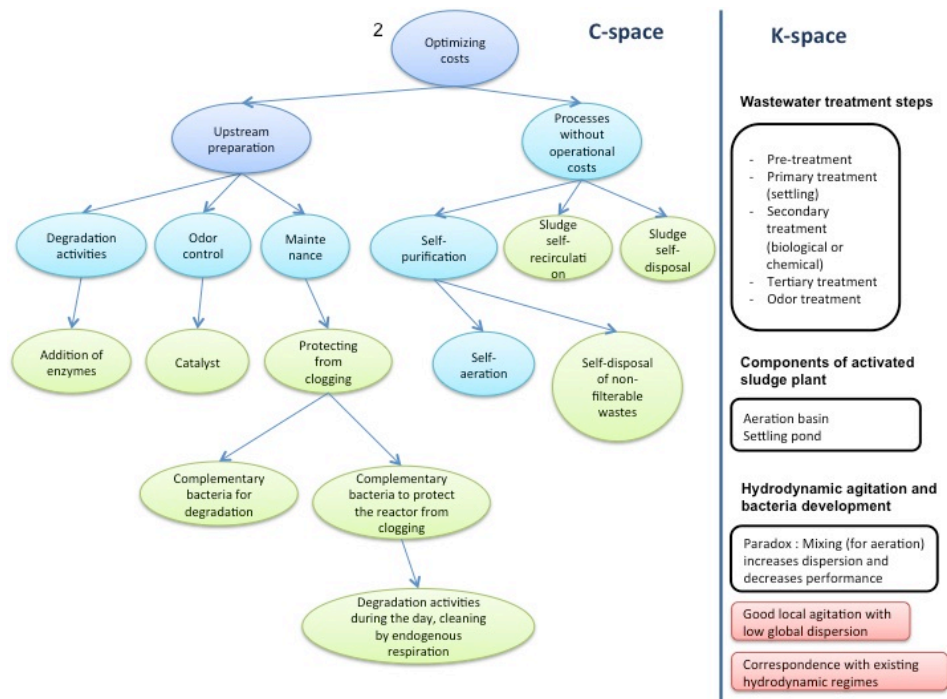 2
Optimizing
costs
C-space
Upstream
preparation
Processes
without
operational
costs
Degradation
activities
Odor
control
Mainte
nance
Self-
purification
Sludge
self-
recirculati
on
Sludge
self-
disposal
Addition of
enzymes
Catalyst
Protecting
from
clogging
Self-
aeration
Self-disposal
of non-
filterable
wastes
Complementary
bacteria for
degradation
Complementary
bacteria to protect
the reactor from
clogging
Degradation activities
during the day, cleaning
by endogenous
respiration
K-space
Wastewater treatment steps
- Pre-treatment
- Primary treatment
(settling)
- Secondary
treatment
(biological or
chemical)
- Tertiary treatment
- Odor treatment
Components of activated
sludge plant
Aeration basin
Settling pond
Hydrodynamic agitation and
bacteria development
Paradox : Mixing (for aeration)
increases dispersion and
decreases performance
Good local agitation with
low global dispersion
Correspondence with existing
hydrodynamic regimes